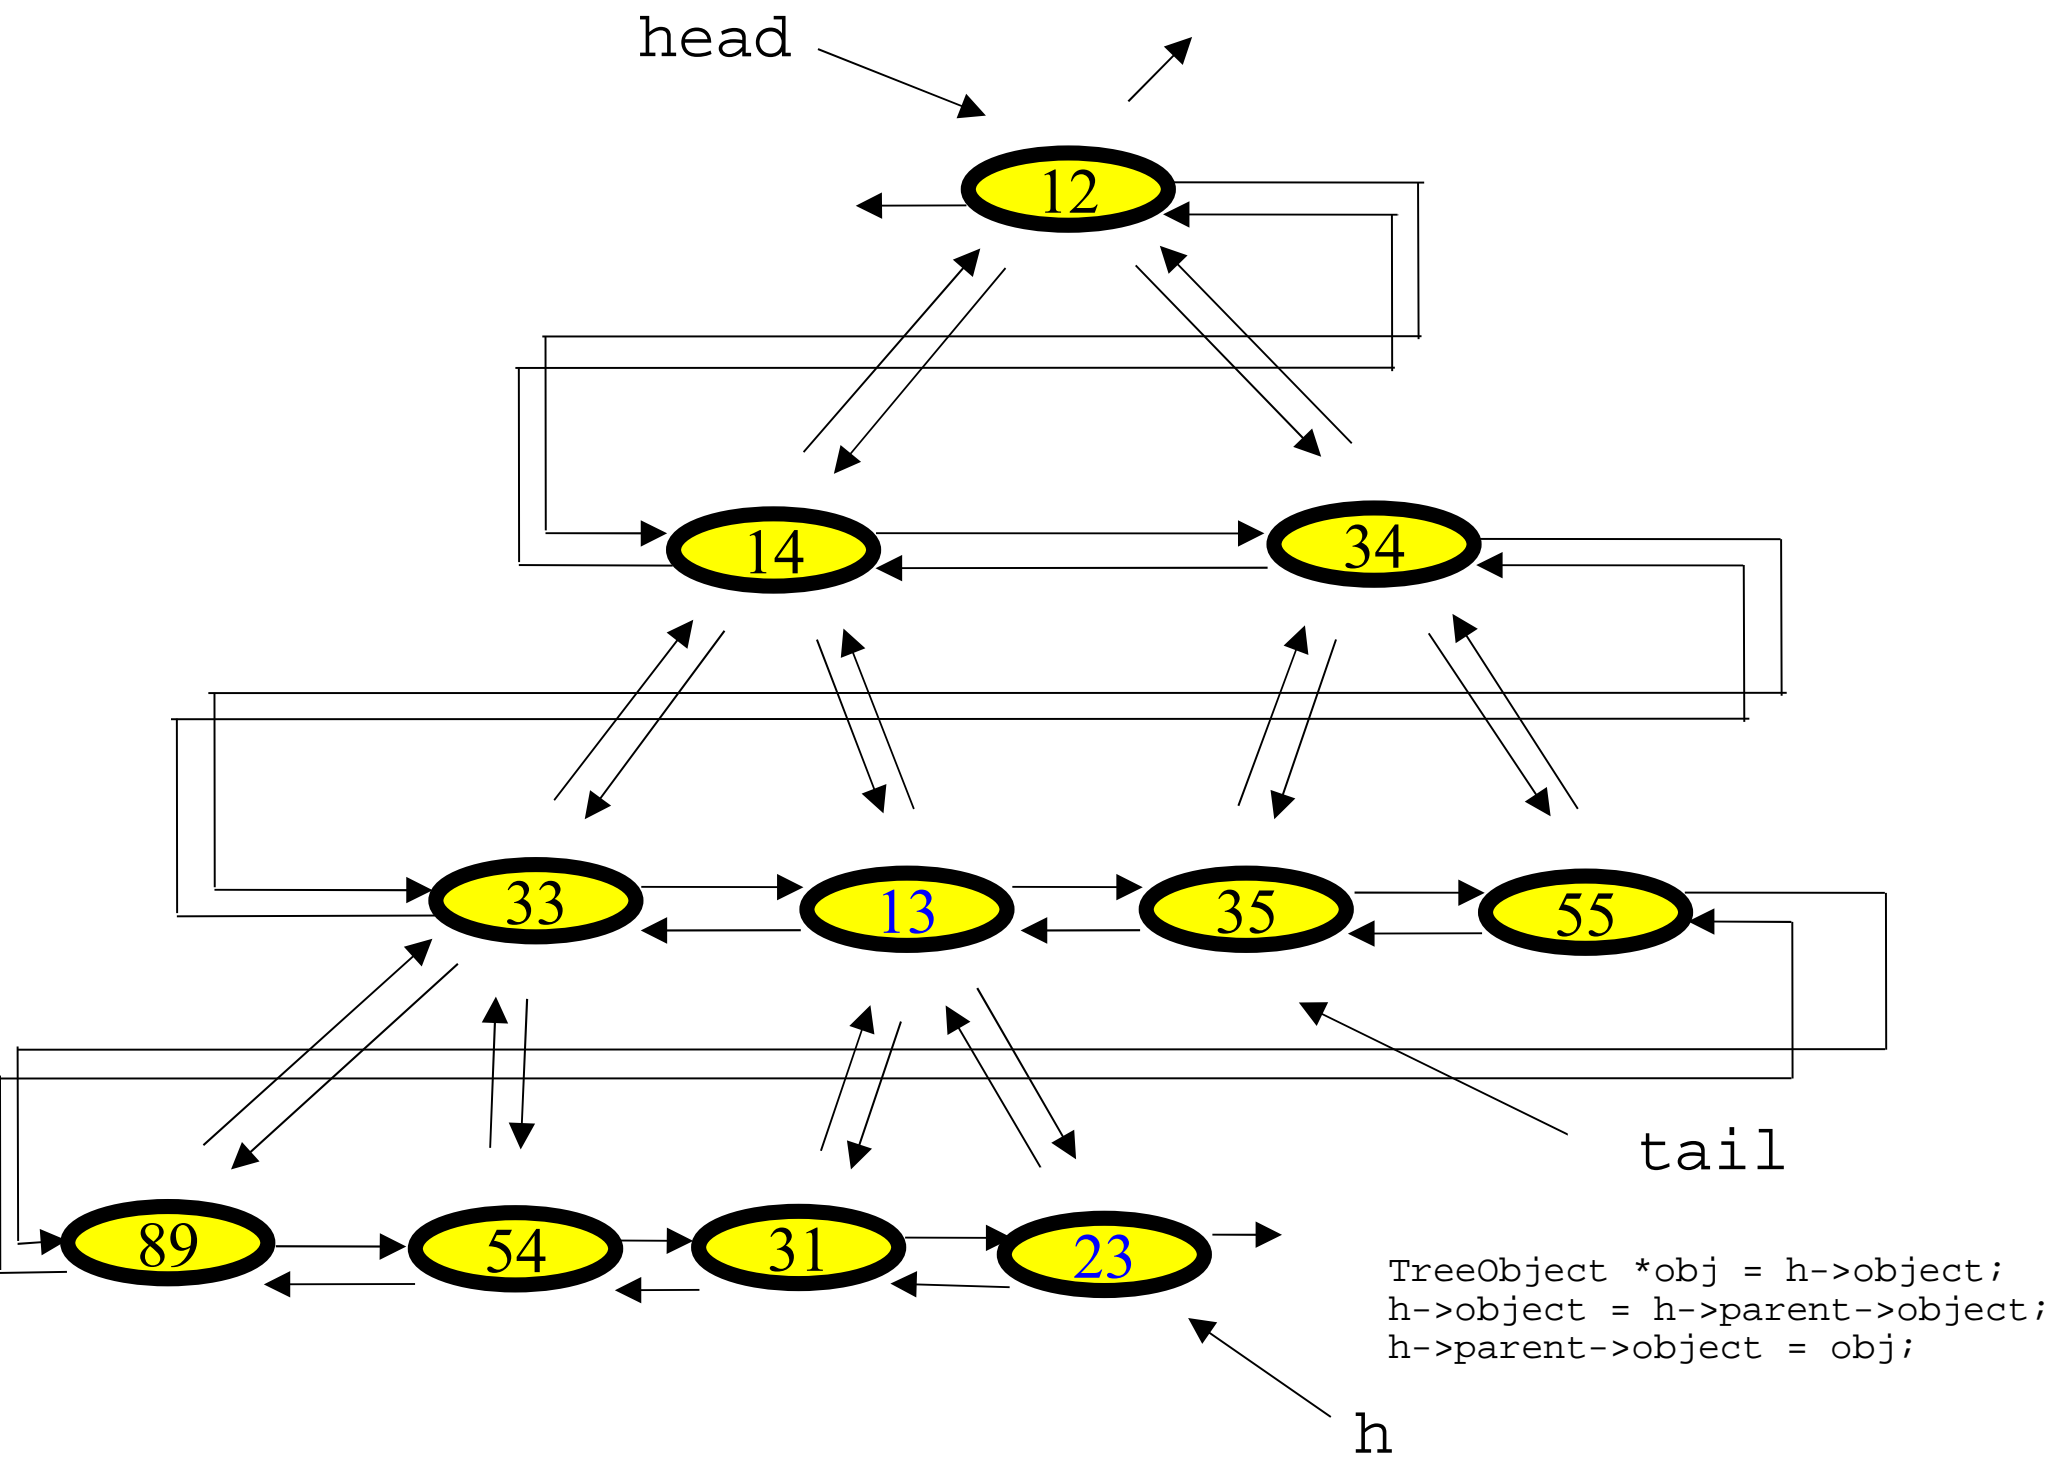 head
12
14 34
33 13 35 55
tail
89 54 31 23
TreeObject *obj = h->object;
h->object = h->parent->object;
h->parent->object = obj;
h